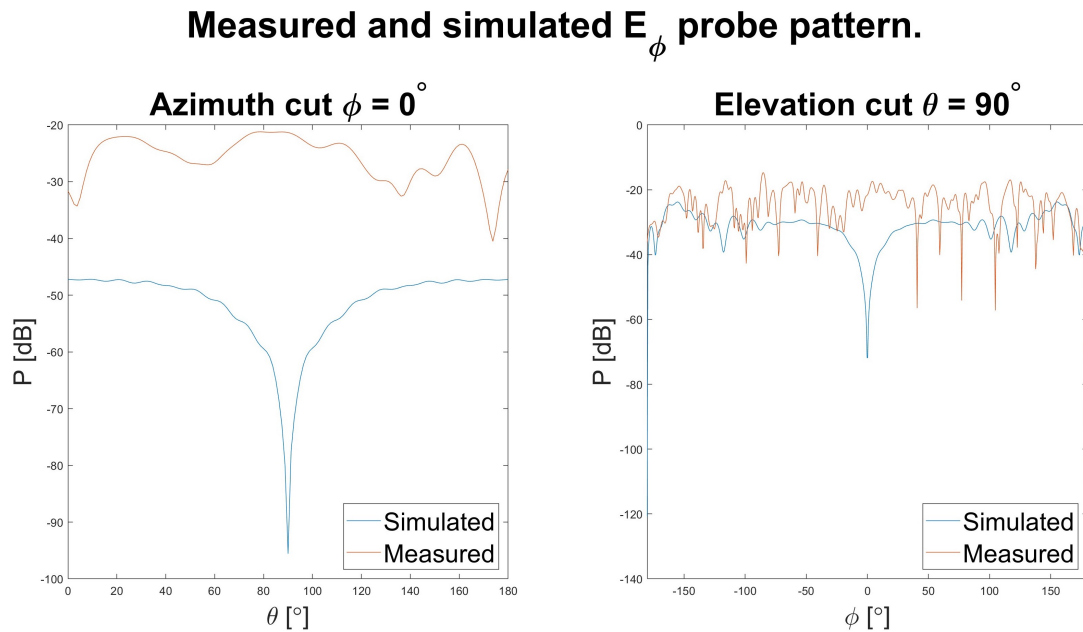 Measured and simulated E_ϕ probe pattern.
Azimuth cut ϕ = 0°
-20
-30
-40
-50
-60
-70
-80
-90
-100
P [dB]
0 20 40 60 80 100 120 140 160 180
θ [°]
Simulated
Measured
Elevation cut θ = 90°
0
-20
-40
-60
-80
-100
-120
-140
P [dB]
-150 -100 -50 0 50 100 150
ϕ [°]
Simulated
Measured